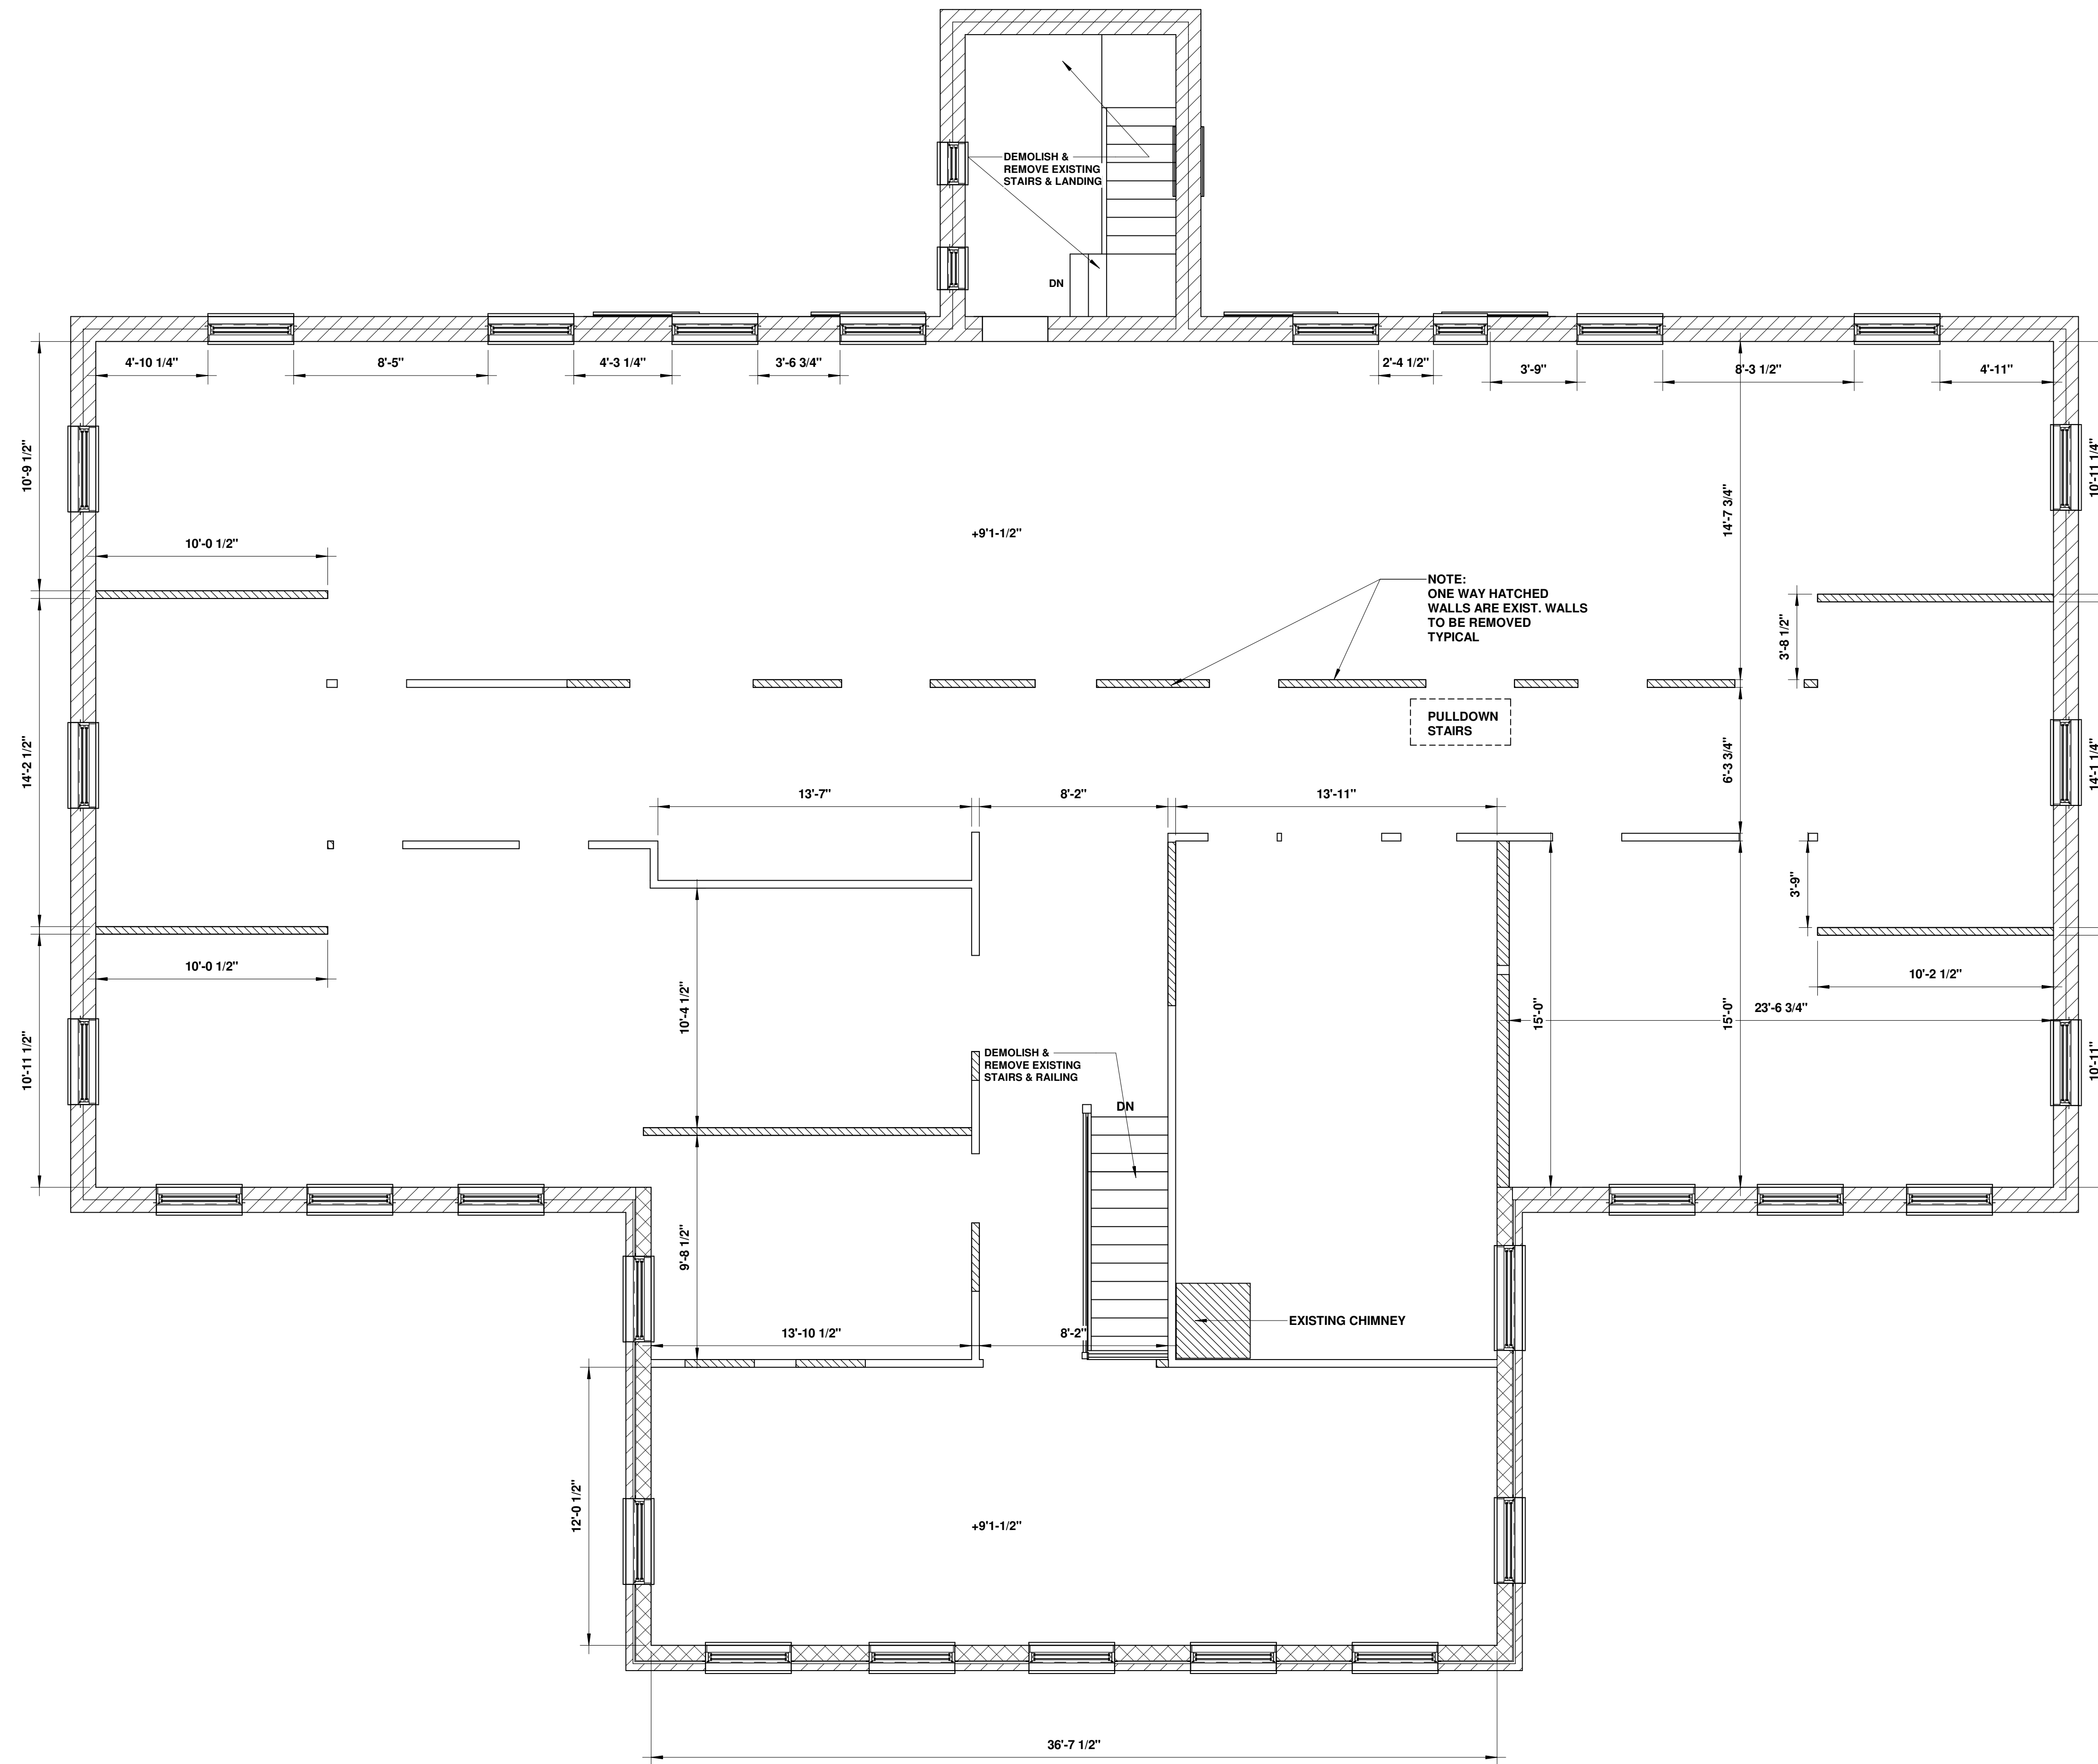 DEMOLISH &
REMOVE EXISTING
STAIRS & LANDING
DN
4'-10 1/4"
8'-5"
4'-3 1/4"
3'-6 3/4"
2'-4 1/2"
3'-9"
8'-3 1/2"
4'-11"
10'-9 1/2"
10'-11 1/4"
14'-7 3/4"
+9'1-1/2"
10'-0 1/2"
NOTE:
ONE WAY HATCHED
WALLS ARE EXIST. WALLS
TO BE REMOVED
TYPICAL
3'-8 1/2"
PULLDOWN
STAIRS
14'-2 1/2"
6'-3 3/4"
14'-1 1/4"
13'-7"
8'-2"
13'-11"
3'-9"
10'-0 1/2"
10'-2 1/2"
10'-4 1/2"
15'-0"
15'-0"
23'-6 3/4"
10'-11 1/2"
10'-11"
DEMOLISH &
REMOVE EXISTING
STAIRS & RAILING
DN
9'-8 1/2"
EXISTING CHIMNEY
13'-10 1/2"
8'-2"
12'-0 1/2"
+9'1-1/2"
36'-7 1/2"